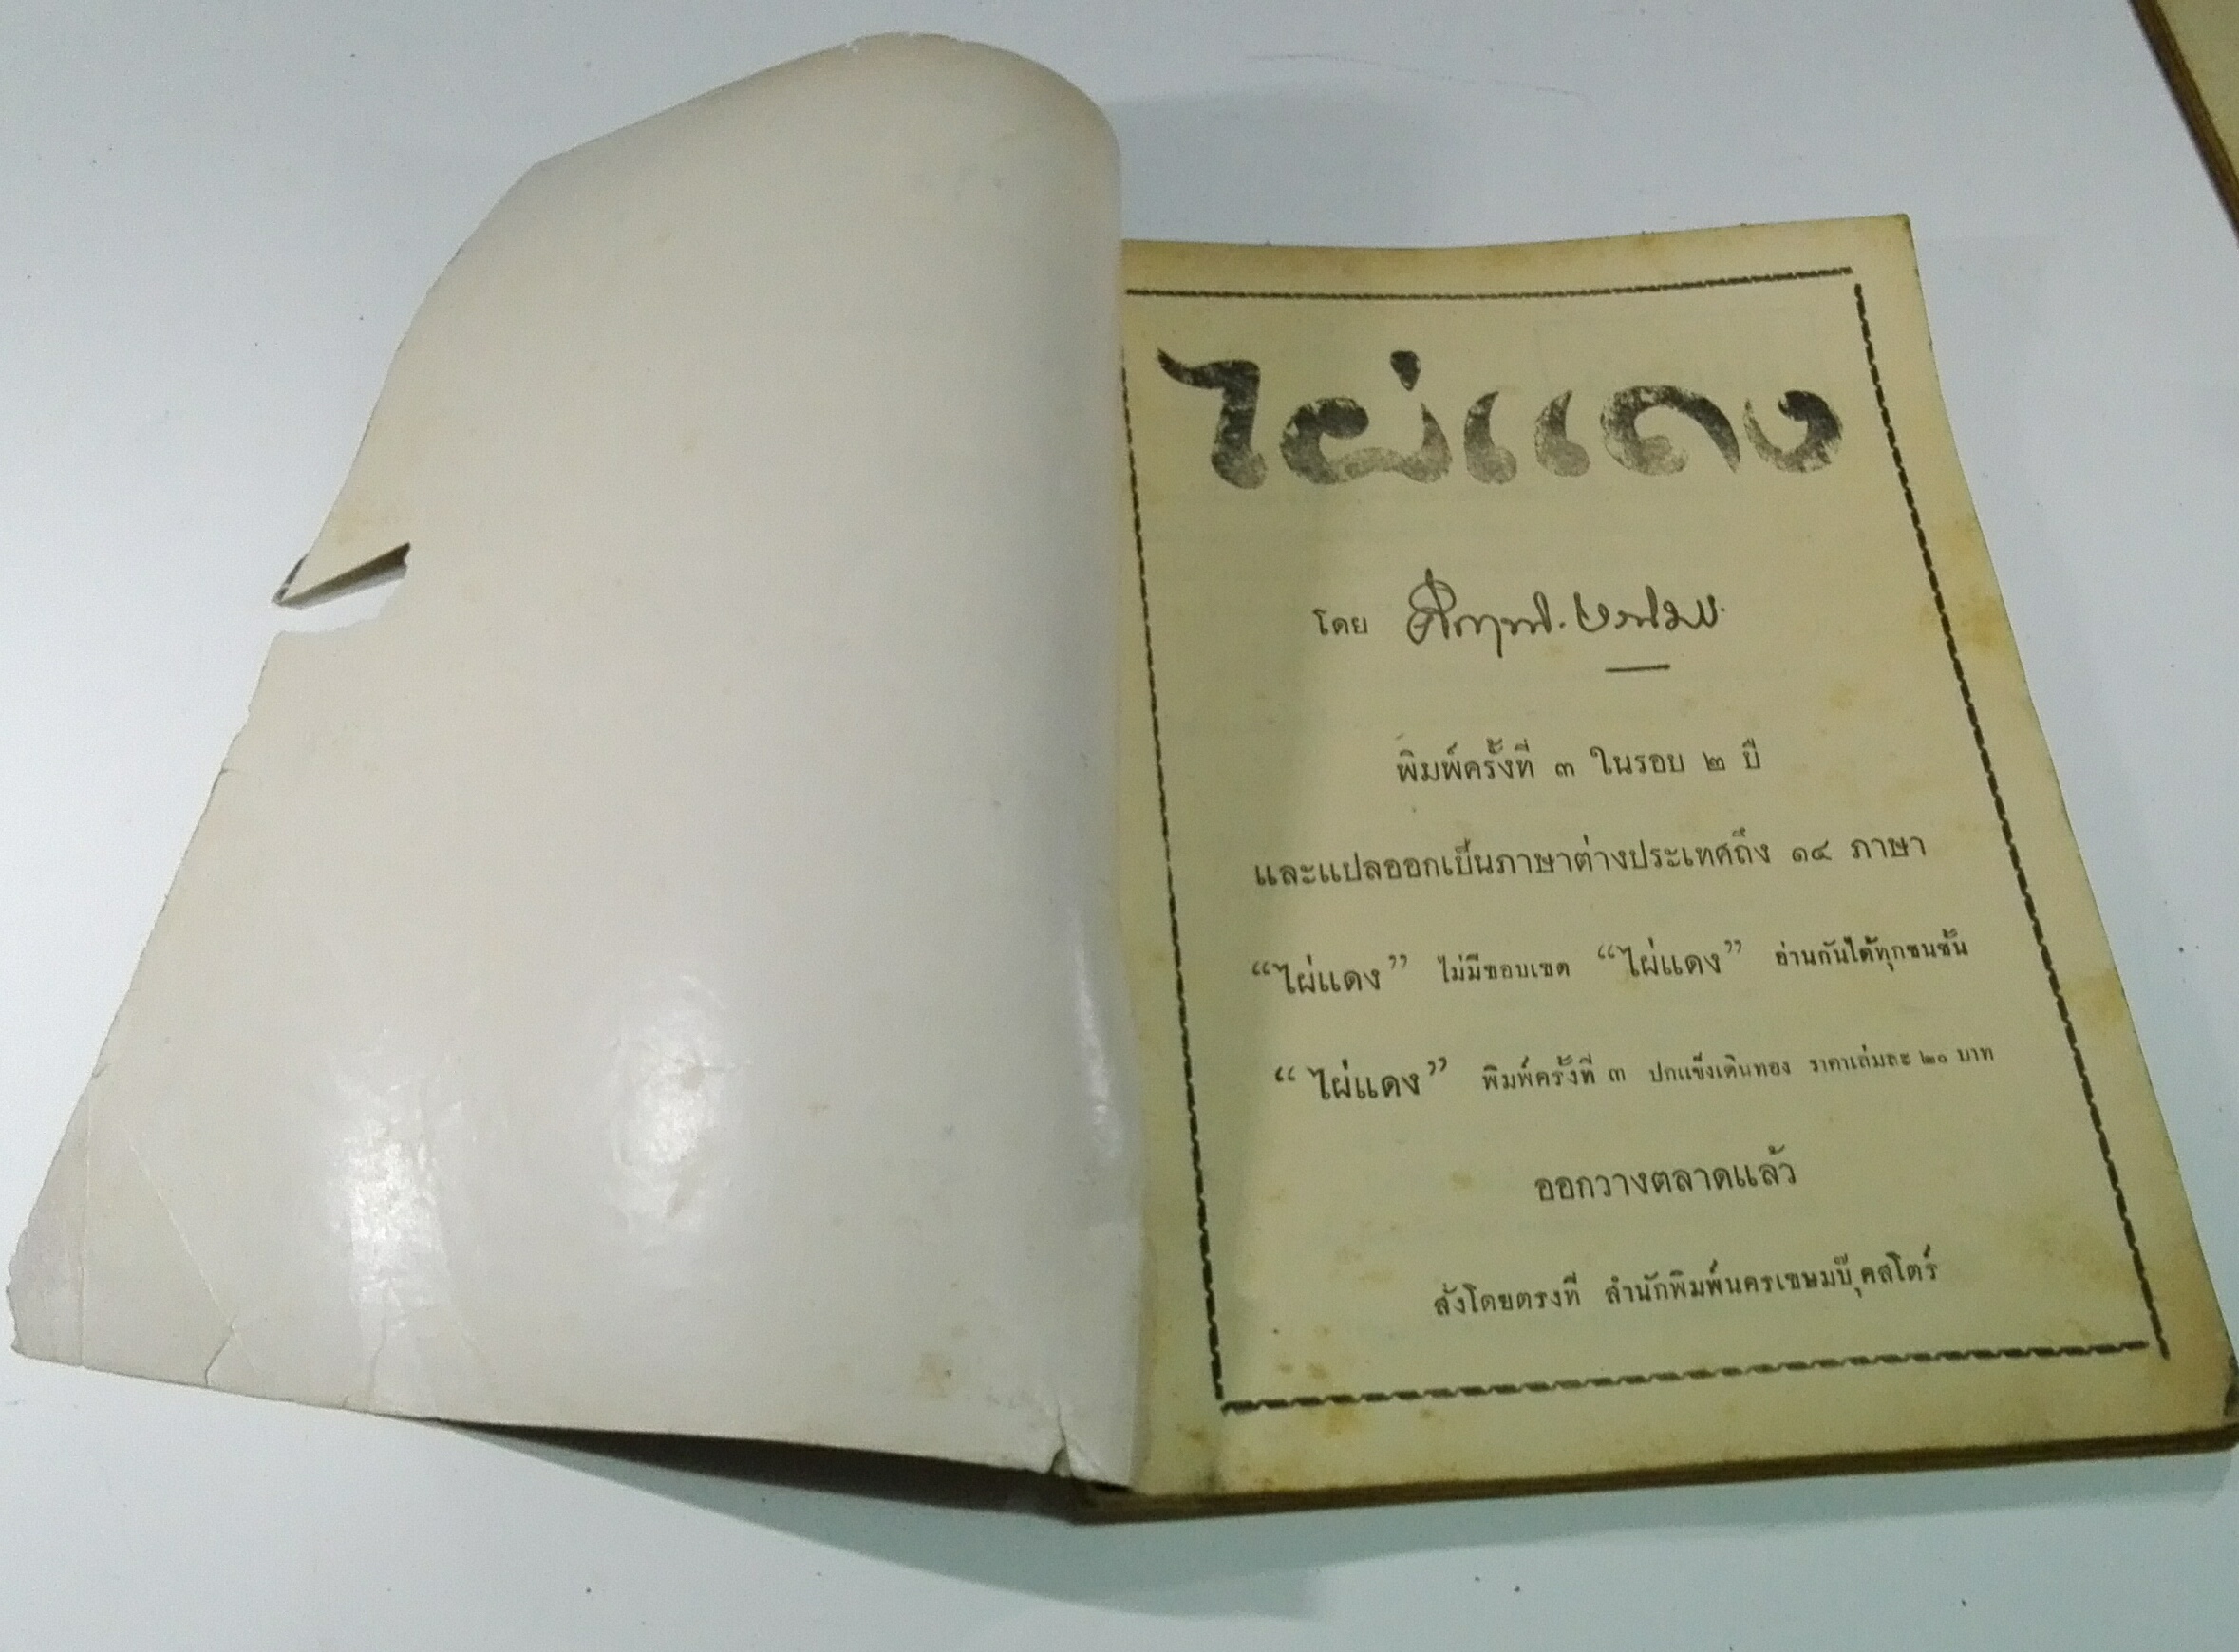 ไผ่แดง
โดย คึกฤทธิ์ ปราโมช
พิมพ์ครั้งที่ ๓ ในรอบ ๒ ปี
และแปลออกเป็นภาษาต่างประเทศถึง ๑๔ ภาษา
“ไผ่แดง” ไม่มีขอบเขต “ไผ่แดง” อ่านกันได้ทุกชนชั้น
“ไผ่แดง” พิมพ์ครั้งที่ ๓ ปกแข็งเดินทอง ราคาเล่มละ ๒๐ บาท
ออกวางตลาดแล้ว
สั่งโดยตรงที่ สำนักพิมพ์นครเขษมบุ๊คสโตร์